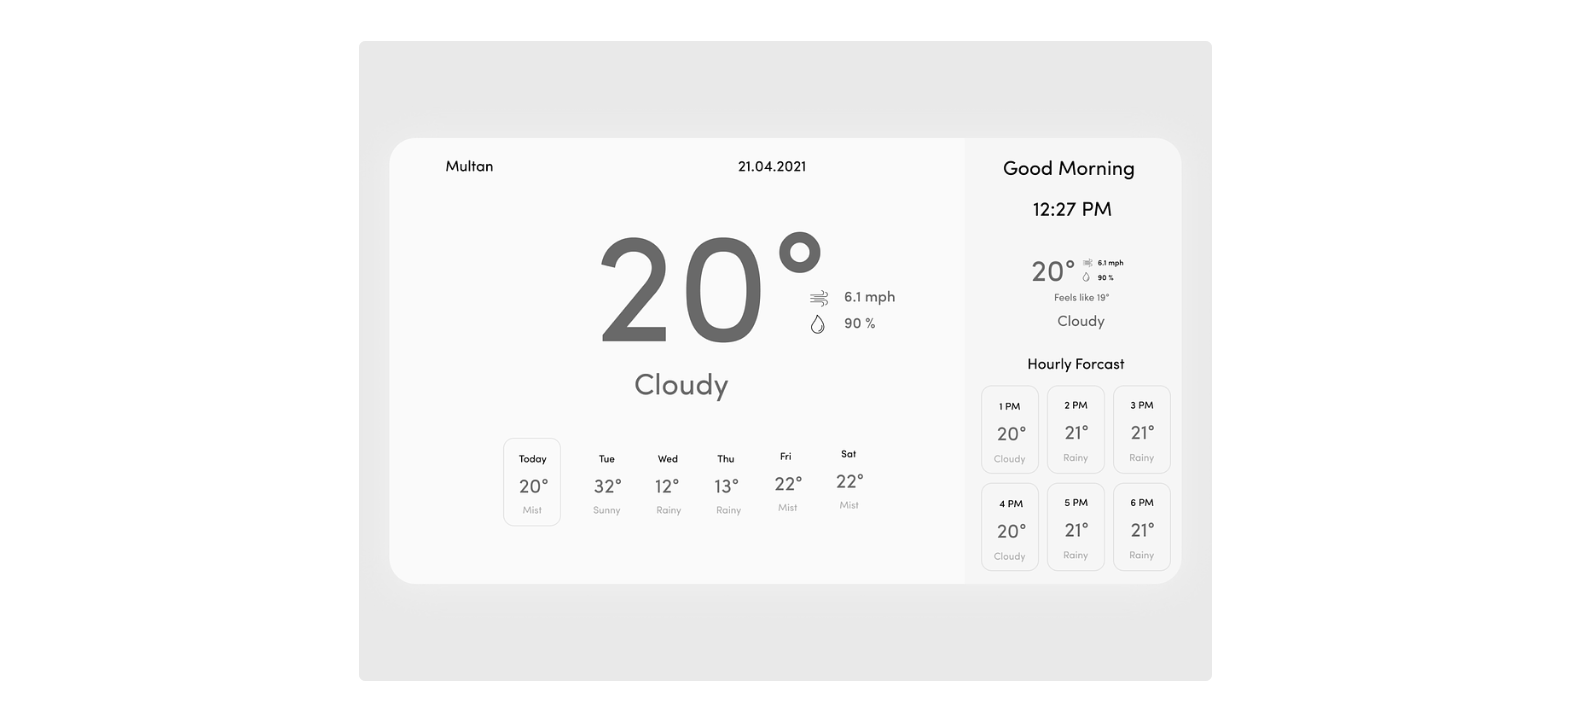 Multan
21.04.2021
20°
6.1 mph
90 %
Cloudy
Today
20°
Mist
Tue
32°
Sunny
Wed
12°
Rainy
Thu
13°
Rainy
Fri
22°
Mist
Sat
22°
Mist
Good Morning
12:27 PM
20°
6.1 mph
90 %
Feels like 19°
Cloudy
Hourly Forcast
1 PM
20°
Cloudy
2 PM
21°
Rainy
3 PM
21°
Rainy
4 PM
20°
Cloudy
5 PM
21°
Rainy
6 PM
21°
Rainy